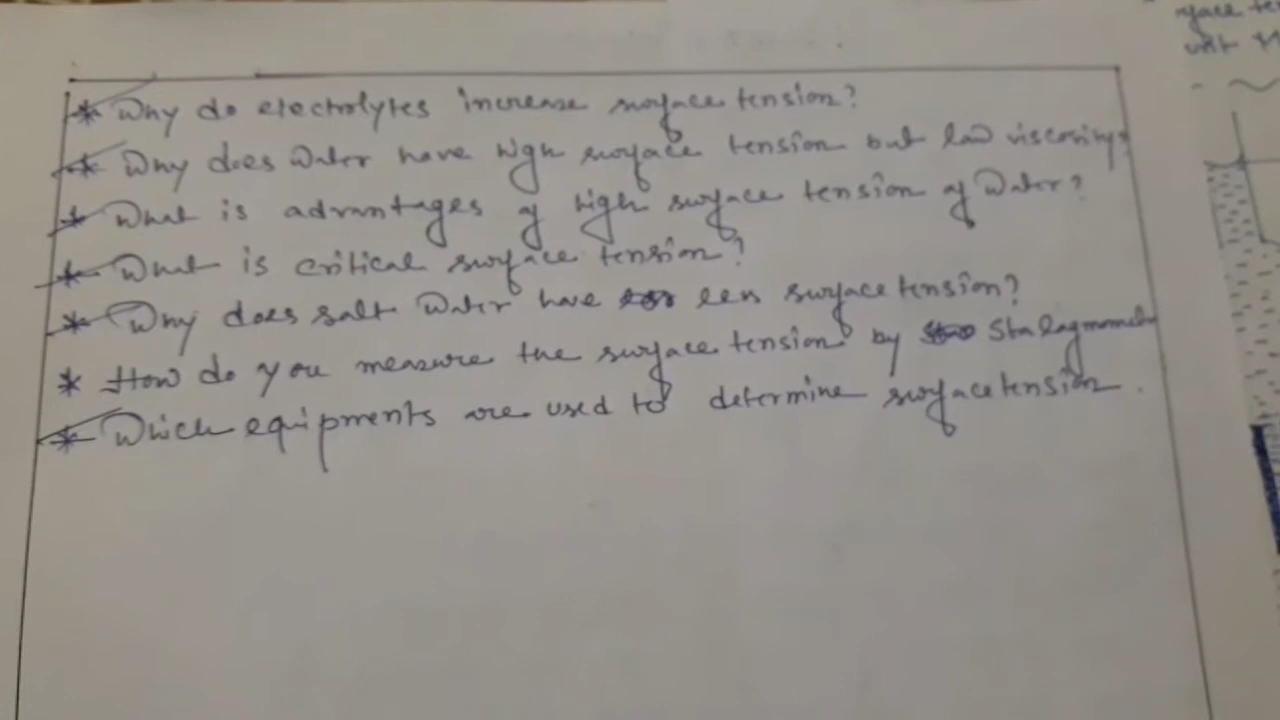 * Why do electrolytes increase surface tension?
* Why does Water have high surface tension but low viscosity?
* What is advantages of high surface tension of Water?
* What is critical surface tension?
* Why does salt Water have less surface tension?
* How do you measure the surface tension by Stalagmomet
* Which equipments are used to determine surface tension.